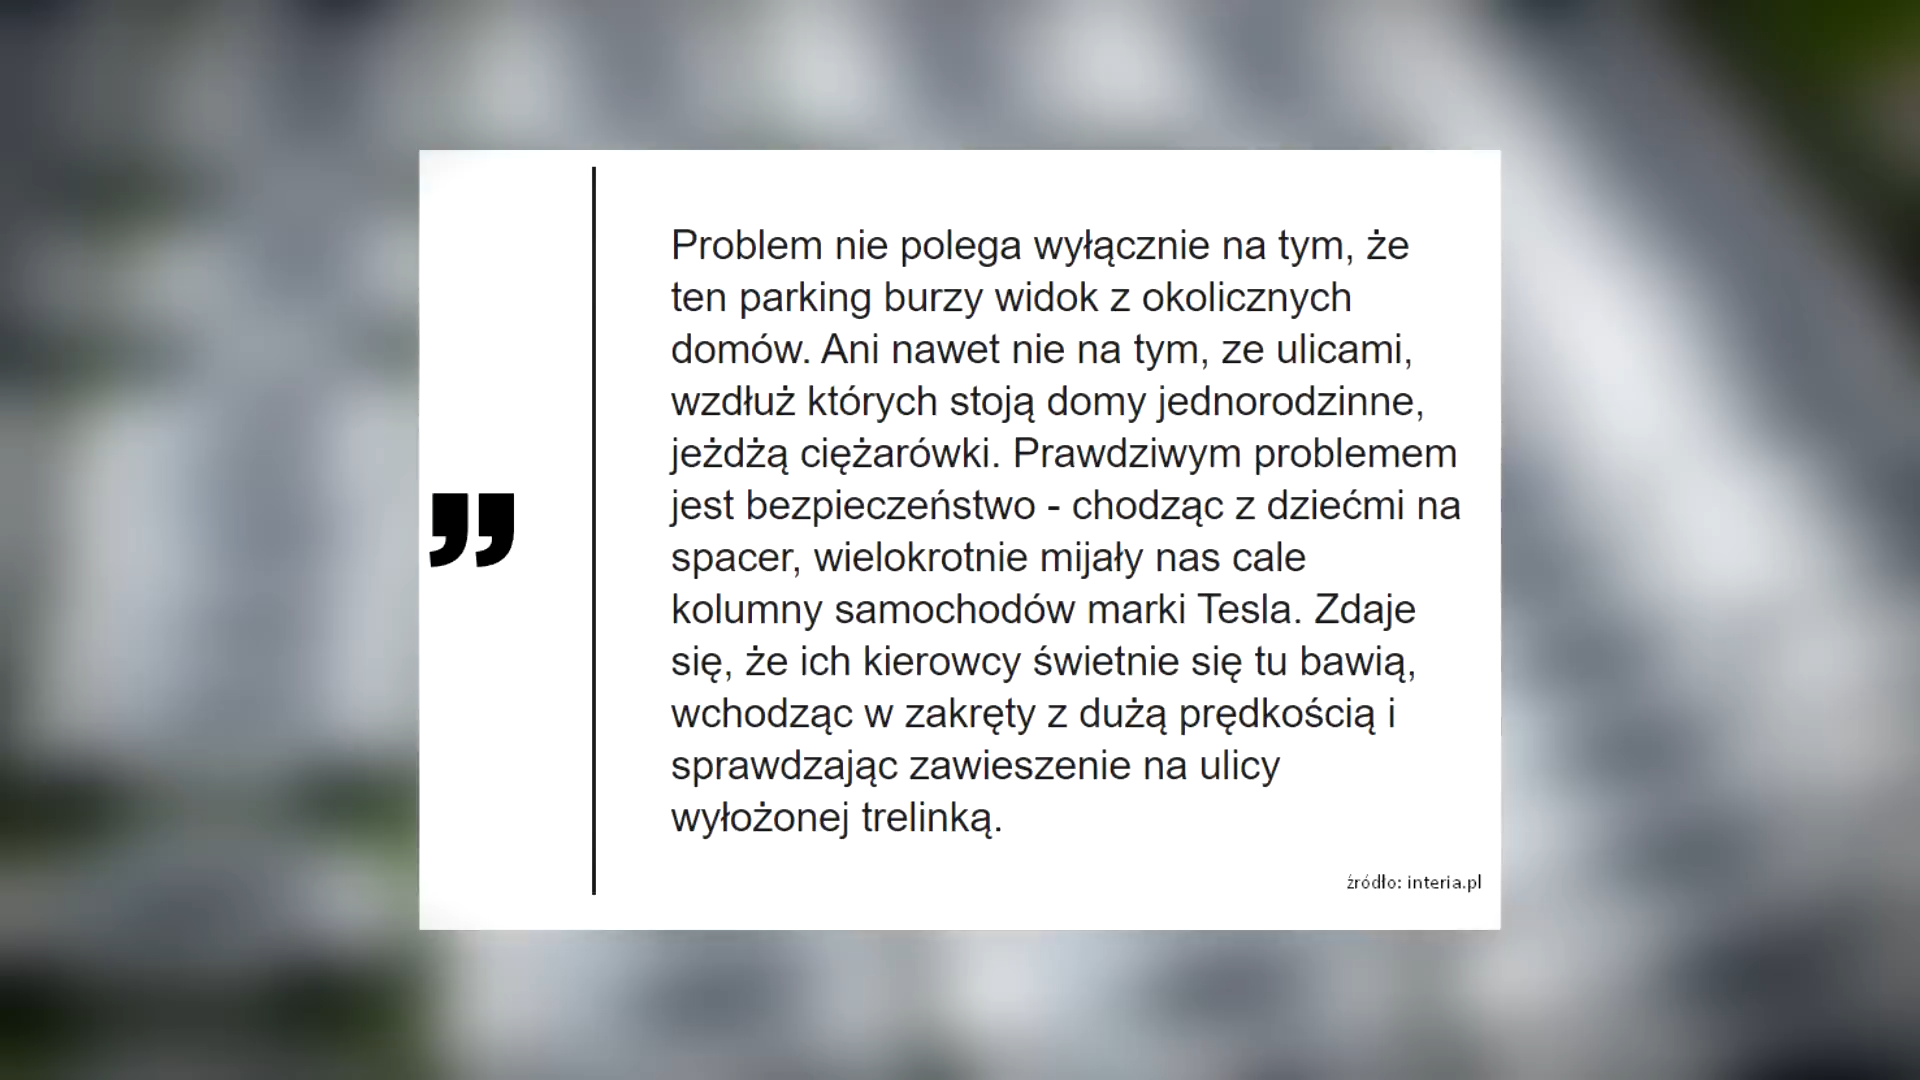 Problem nie polega wyłącznie na tym, że
ten parking burzy widok z okolicznych
domów. Ani nawet nie na tym, ze ulicami,
wzdłuż których stoją domy jednorodzinne,
jeżdżą ciężarówki. Prawdziwym problemem
jest bezpieczeństwo - chodząc z dziećmi na
spacer, wielokrotnie mijały nas cale
kolumny samochodów marki Tesla. Zdaje
się, że ich kierowcy świetnie się tu bawią,
wchodząc w zakręty z dużą prędkością i
sprawdzając zawieszenie na ulicy
wyłożonej trelinką.
źródło: interia.pl